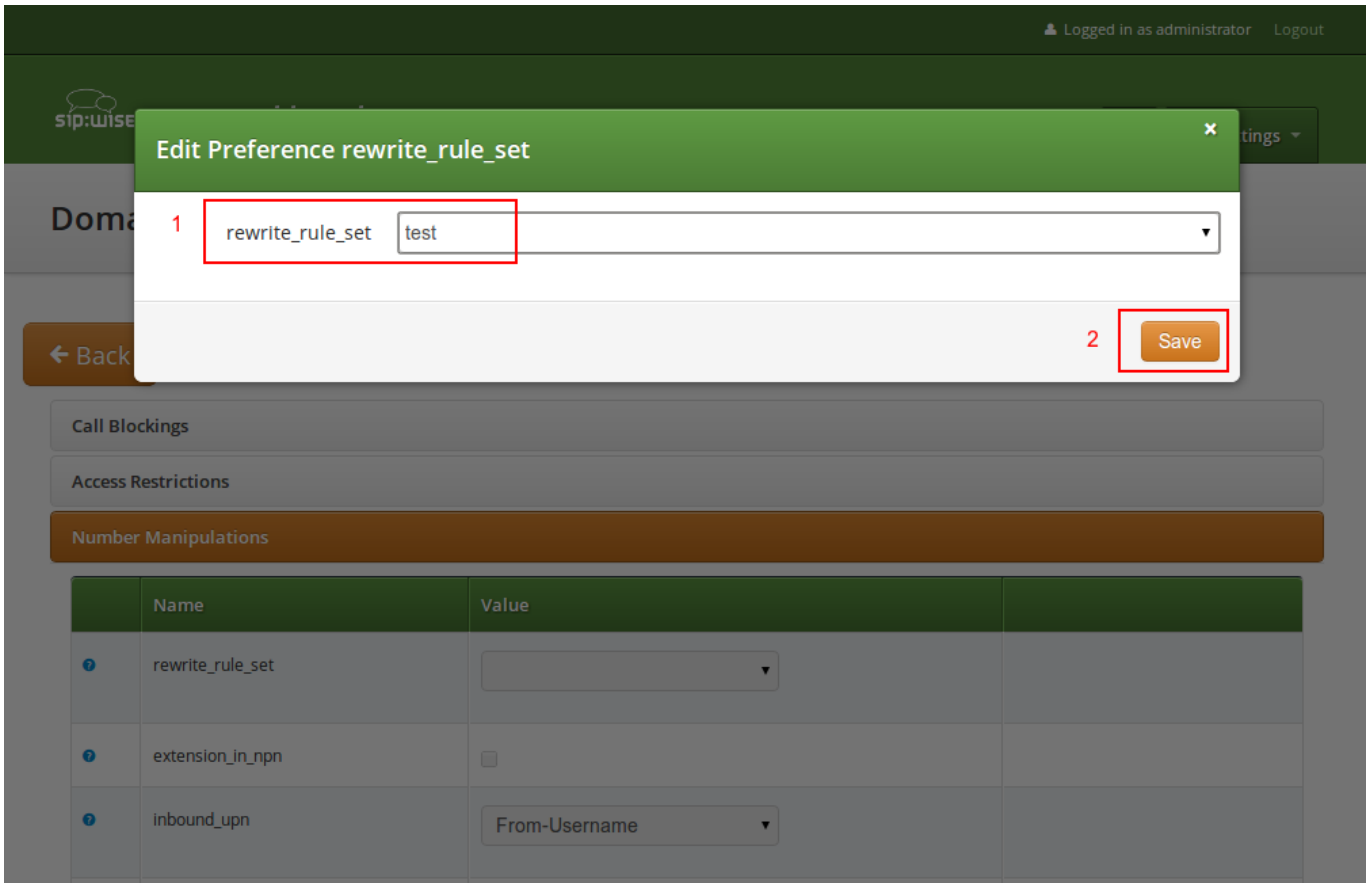 Logged in as administrator Logout
sip:wise
Edit Preference rewrite_rule_set ×
tings
Doma
1 rewrite_rule_set test
2 Save
Back
Call Blockings
Access Restrictions
Number Manipulations
Name Value
rewrite_rule_set
extension_in_npn
inbound_upn From-Username